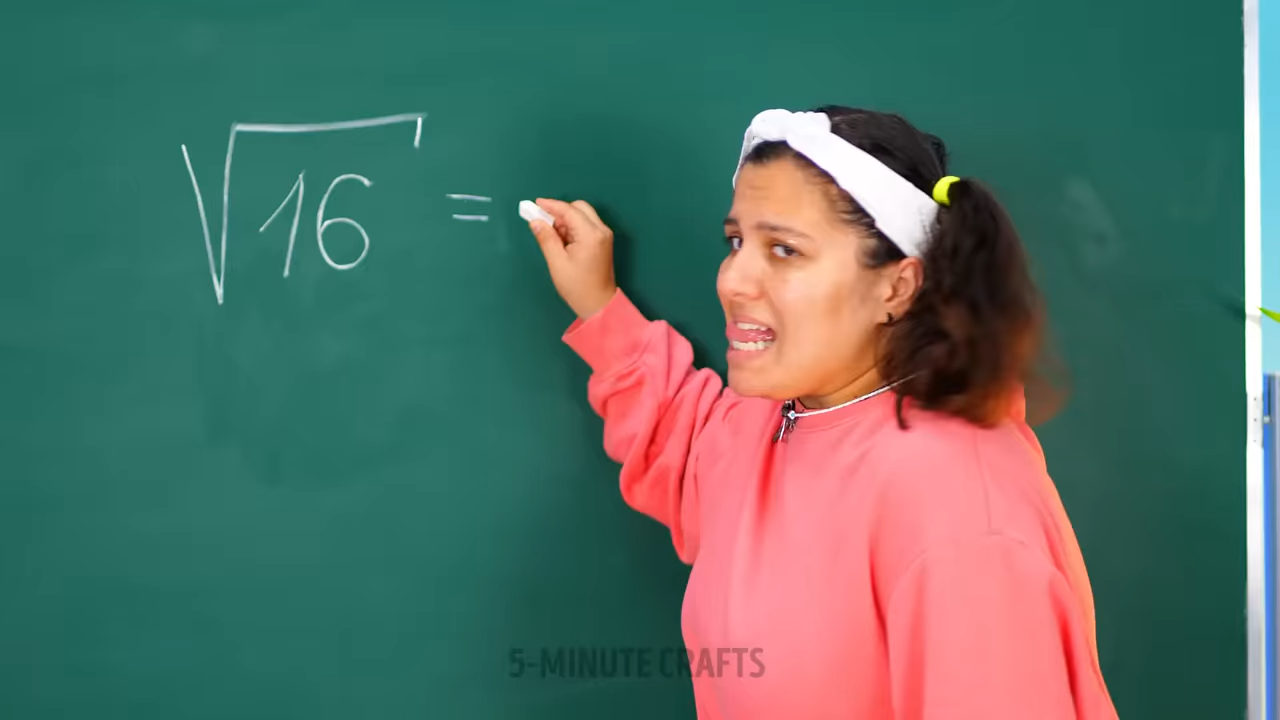 √16 =
5-MINUTE CRAFTS